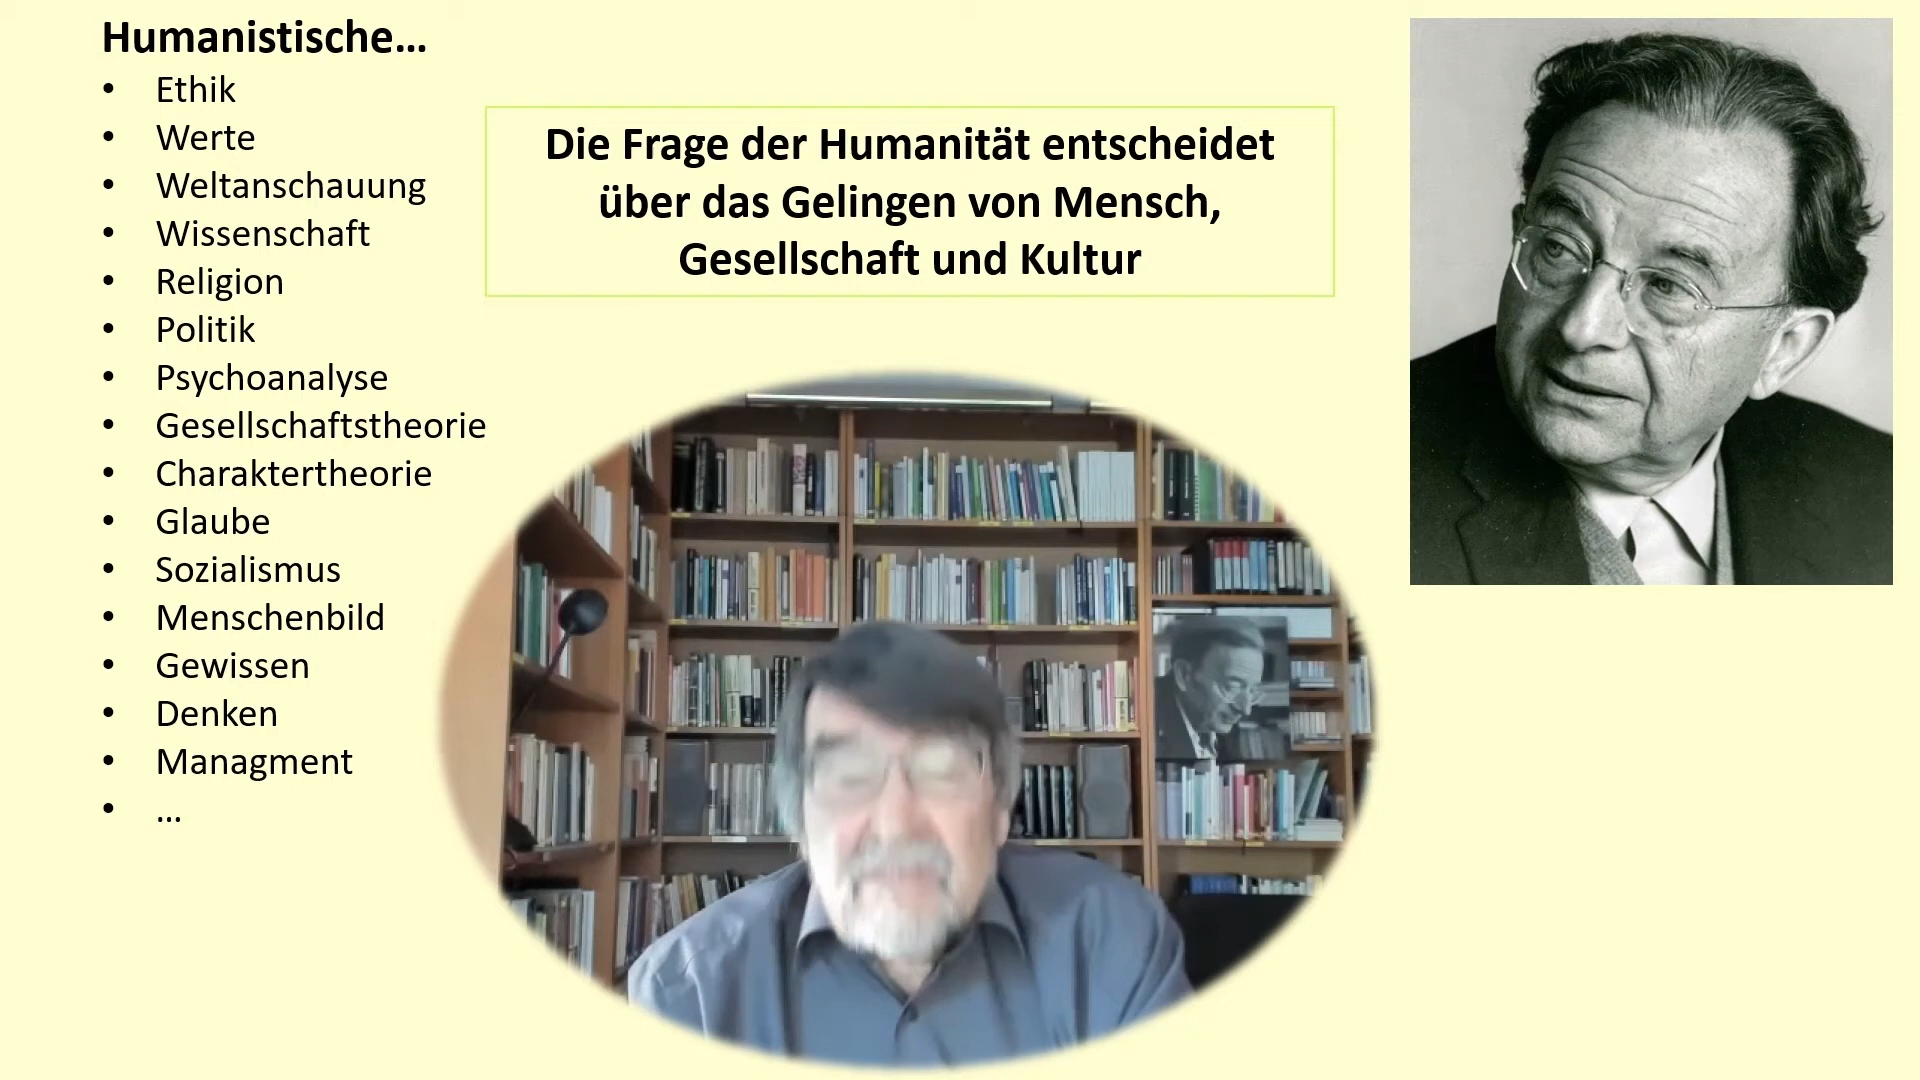 Humanistische...
• Ethik
• Werte
• Weltanschauung
• Wissenschaft
• Religion
• Politik
• Psychoanalyse
• Gesellschaftstheorie
• Charaktertheorie
• Glaube
• Sozialismus
• Menschenbild
• Gewissen
• Denken
• Managment
• ...
Die Frage der Humanität entscheidet
über das Gelingen von Mensch,
Gesellschaft und Kultur